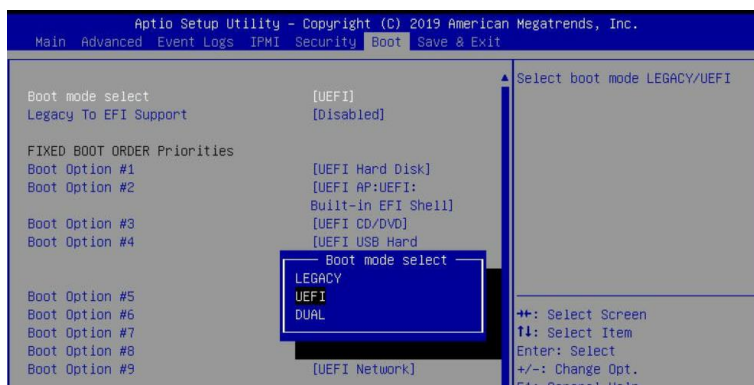 Aptio Setup Utility – Copyright (C) 2019 American Megatrends, Inc.
Main Advanced Event Logs IPMI Security Boot Save & Exit
Select boot mode LEGACY/UEFI
Boot mode select [UEFI]
Legacy To EFI Support [Disabled]
FIXED BOOT ORDER Priorities
Boot Option #1 [UEFI Hard Disk]
Boot Option #2 [UEFI AP:UEFI:
Built-in EFI Shell]
Boot Option #3 [UEFI CD/DVD]
Boot Option #4 [UEFI USB Hard
Boot mode select
LEGACY
UEFI
DUAL
Boot Option #5
Boot Option #6
Boot Option #7
Boot Option #8
Boot Option #9 [UEFI Network]
→←: Select Screen
↑↓: Select Item
Enter: Select
+/-: Change Opt.